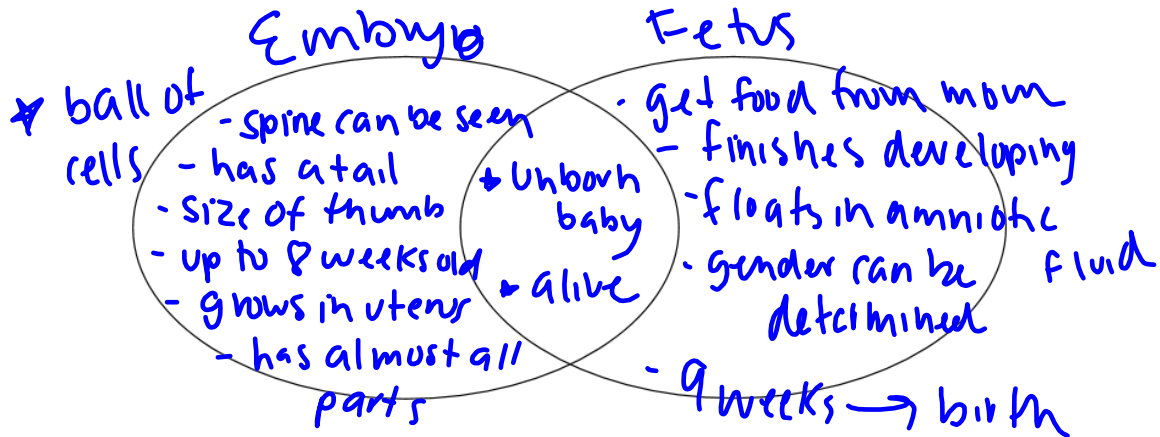 Embryo
Fetus
★ ball of
cells
- spine can be seen
- has a tail
- size of thumb
- up to 8 weeks old
- grows in uterus
- has almost all
parts
★ Unborn
baby
★ alive
· get food from mom
- finishes developing
- floats in amniotic
fluid
- gender can be
determined
- 9 weeks → birth